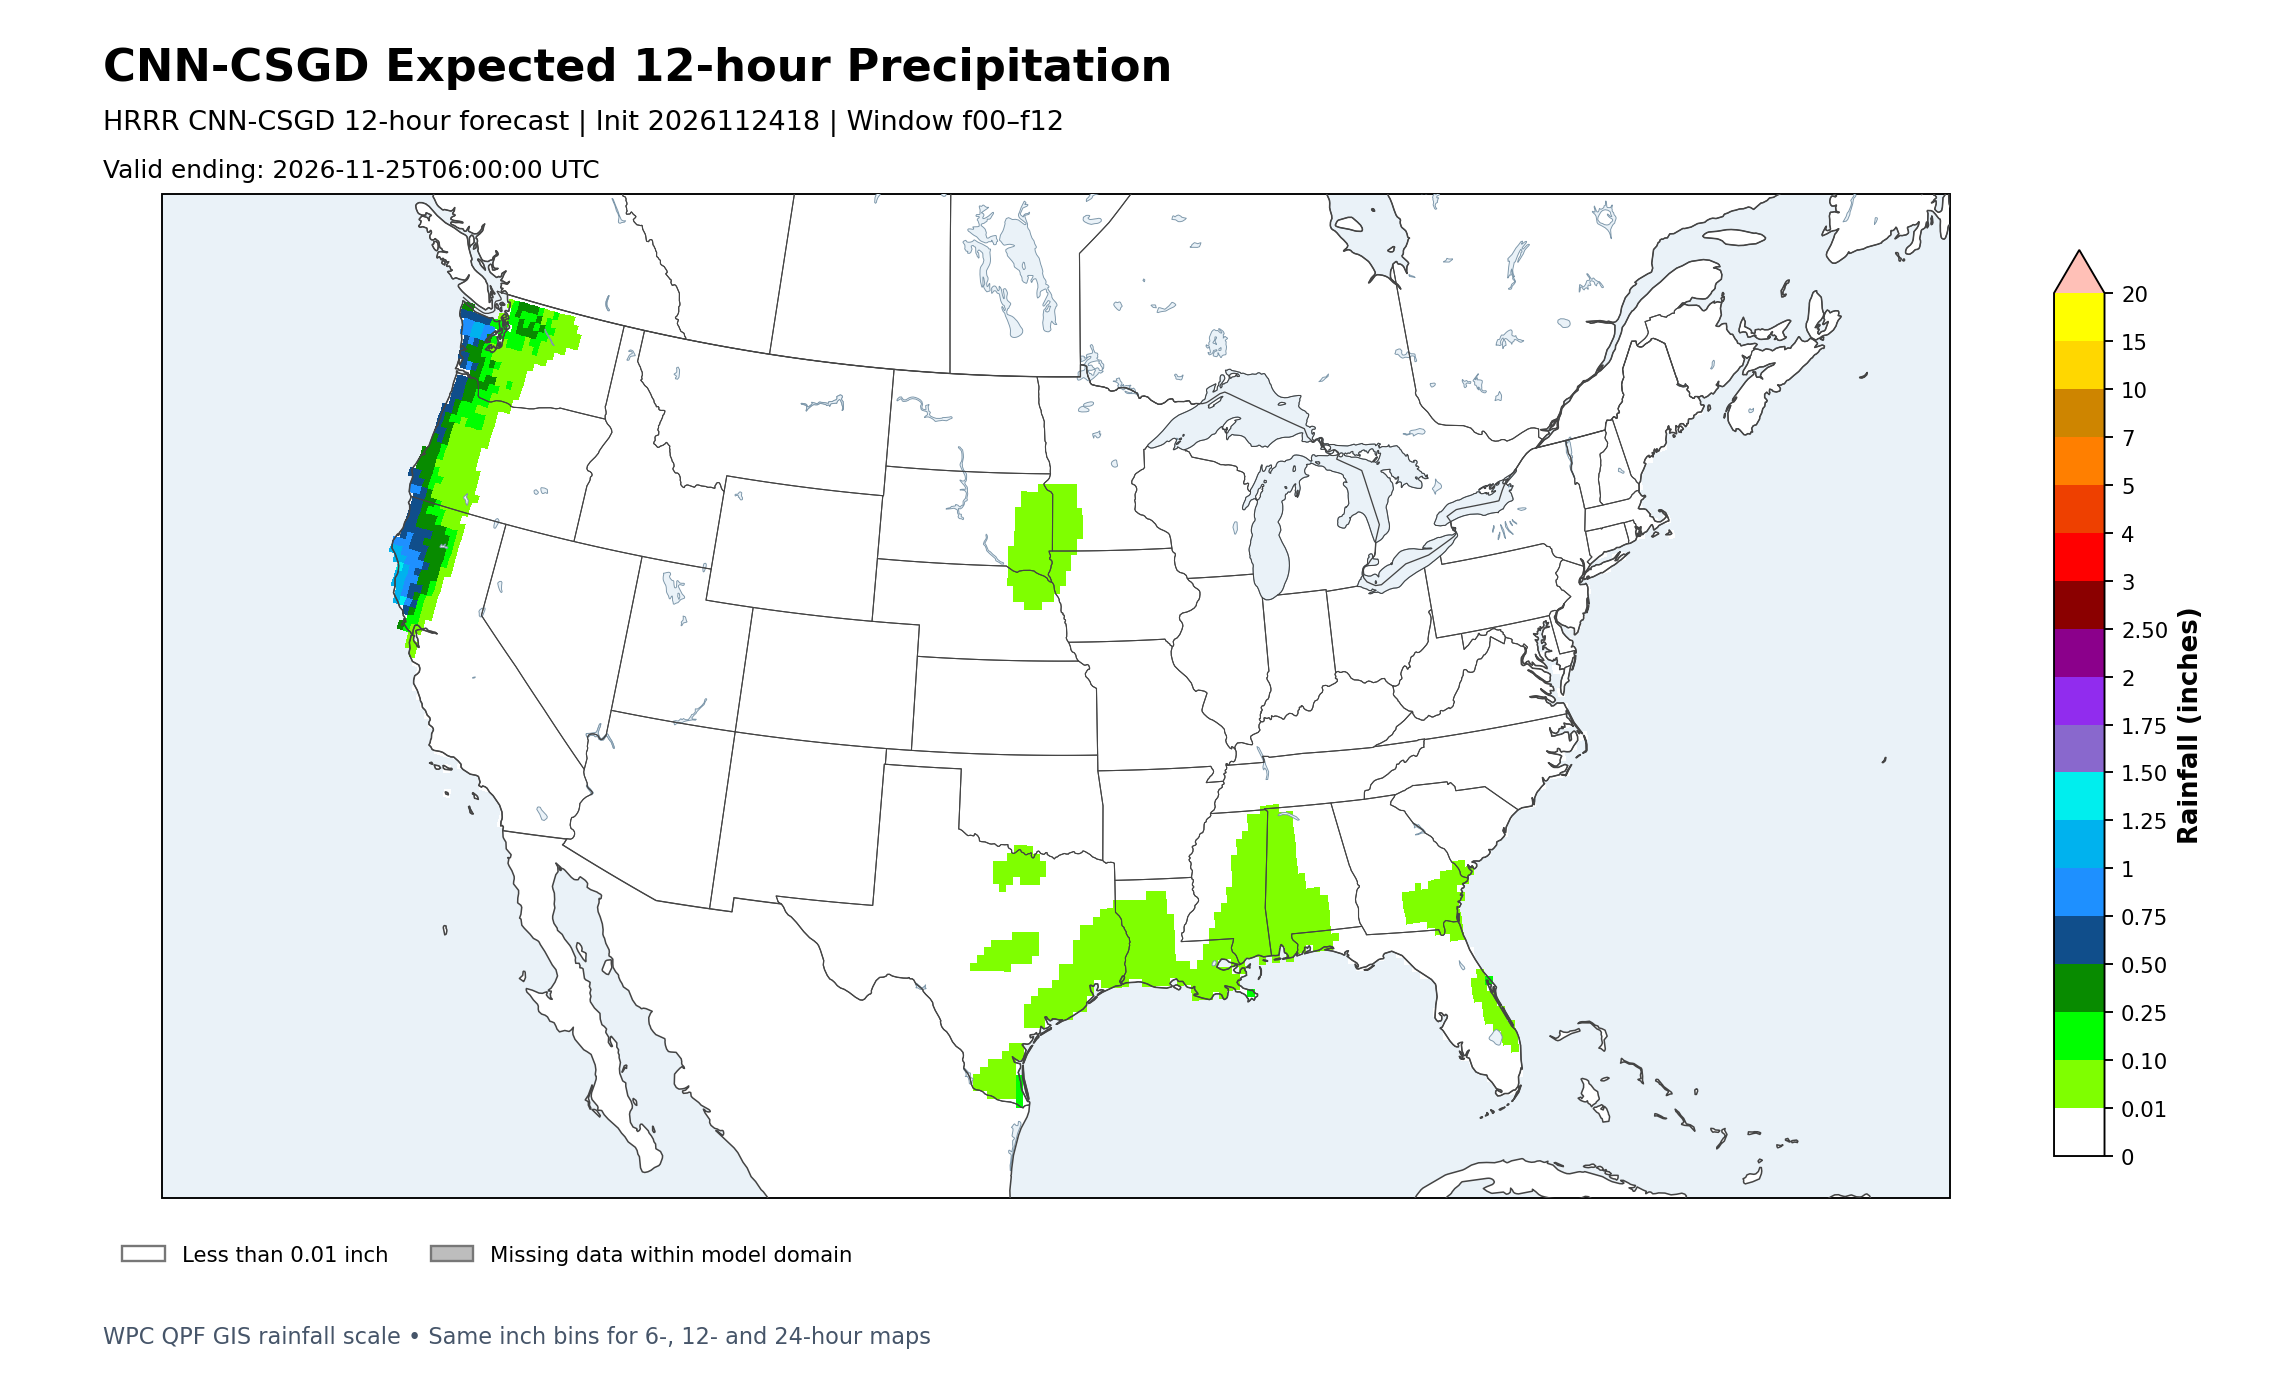 CNN-CSGD Expected 12-hour Precipitation
HRRR CNN-CSGD 12-hour forecast | Init 2026112418 | Window f00–f12
Valid ending: 2026-11-25T06:00:00 UTC
20
15
10
7
5
4
3
2.50
2
1.75
1.50
1.25
1
0.75
0.50
0.25
0.10
0.01
0
Rainfall (inches)
Less than 0.01 inch
Missing data within model domain
WPC QPF GIS rainfall scale • Same inch bins for 6-, 12- and 24-hour maps